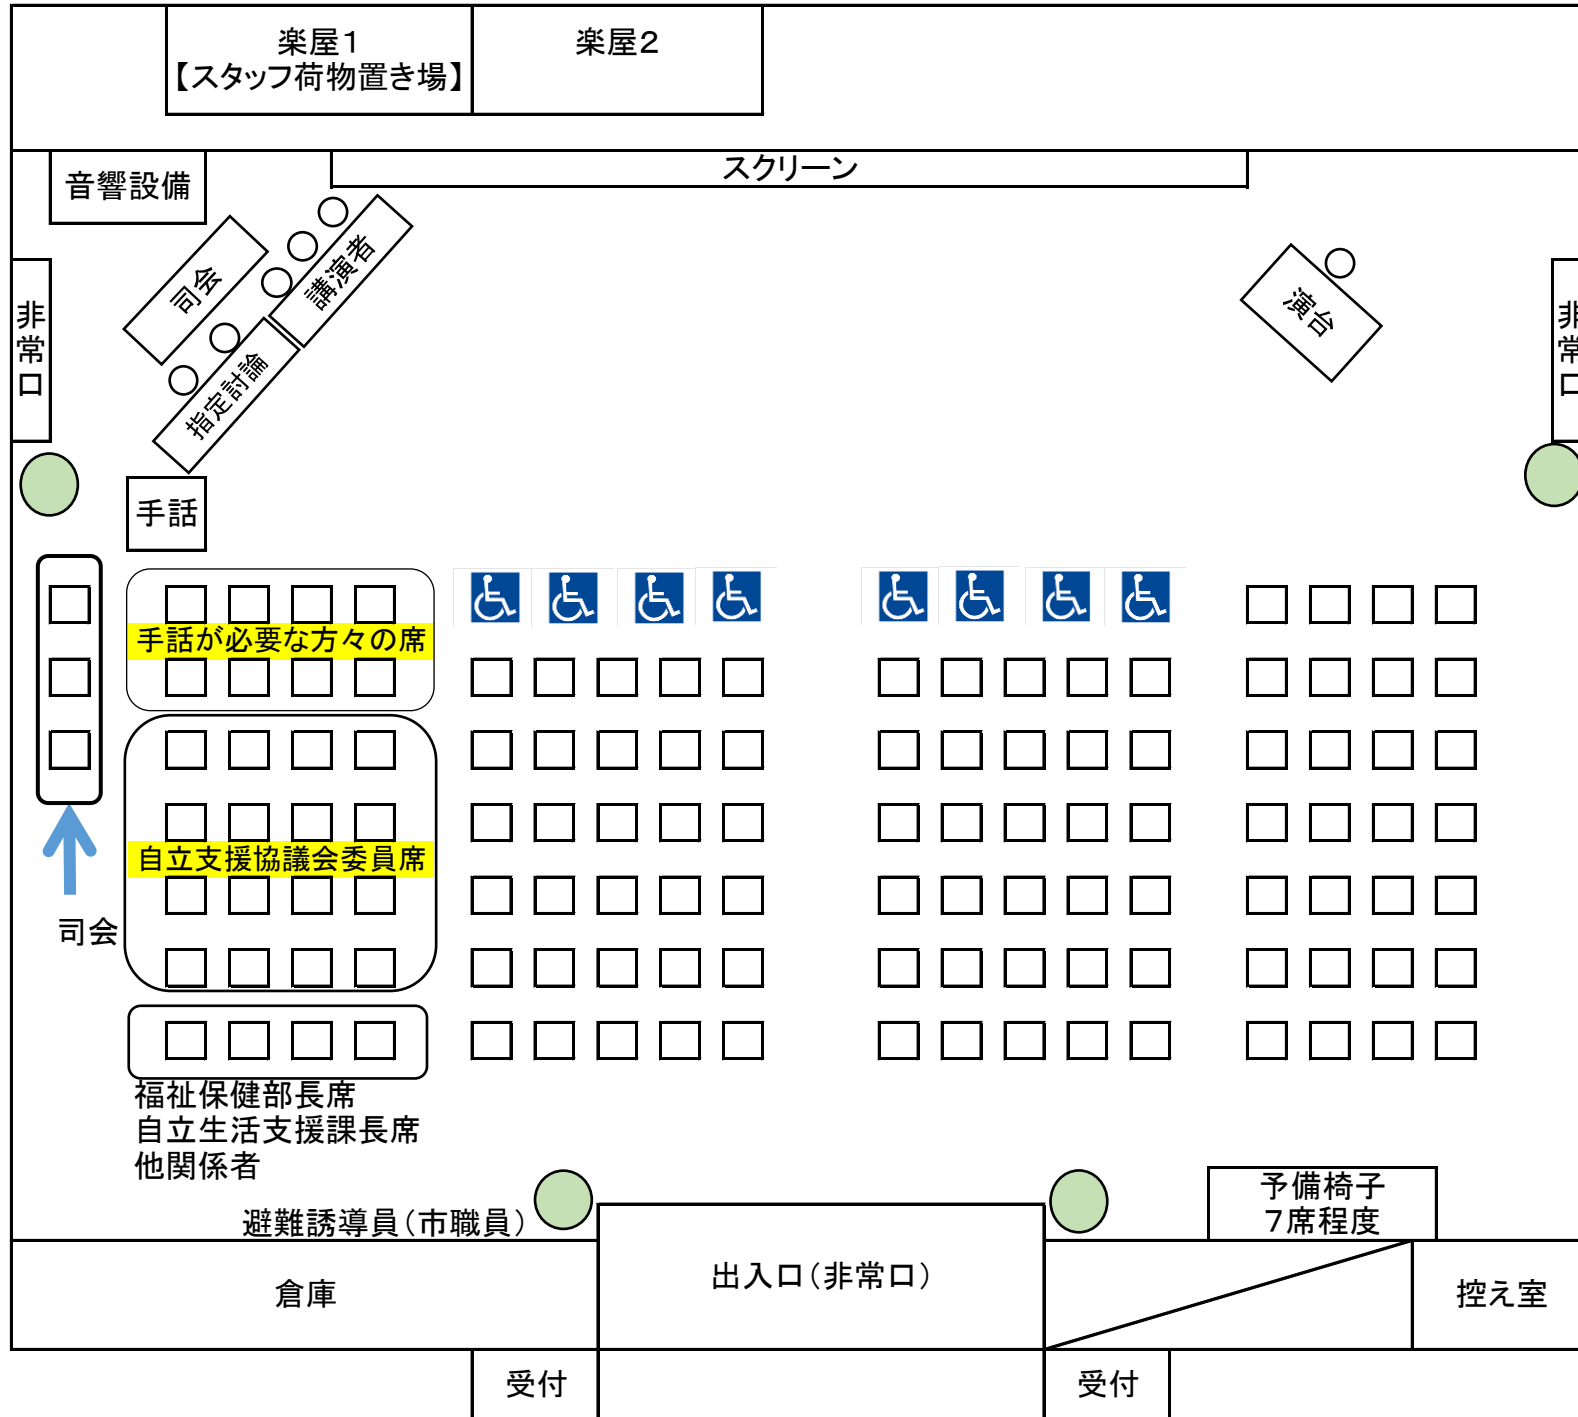 楽屋１
【スタッフ荷物置き場】
楽屋２
スクリーン
音響設備
司会
講演者
指定討論
演台
非常口
非常口
手話
手話が必要な方々の席
自立支援協議会委員席
司会
福祉保健部長席
自立生活支援課長席
他関係者
避難誘導員（市職員）
予備椅子
７席程度
倉庫
出入口（非常口）
控え室
受付
受付